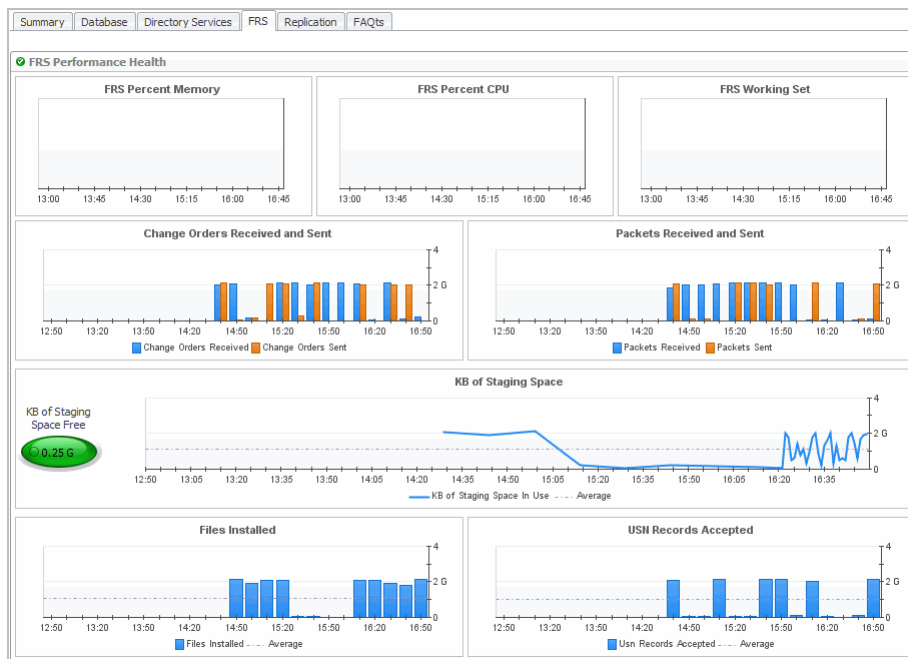 Summary Database Directory Services FRS Replication FAQts
FRS Performance Health
FRS Percent Memory
13:00 13:45 14:30 15:15 16:00 16:45
FRS Percent CPU
13:00 13:45 14:30 15:15 16:00 16:45
FRS Working Set
13:00 13:45 14:30 15:15 16:00 16:45
Change Orders Received and Sent
4
2 G
0
12:50 13:20 13:50 14:20 14:50 15:20 15:50 16:20 16:50
Change Orders Received Change Orders Sent
Packets Received and Sent
4
2 G
0
12:50 13:20 13:50 14:20 14:50 15:20 15:50 16:20 16:50
Packets Received Packets Sent
KB of Staging Space
KB of Staging
Space Free
0.25 G
4
2 G
0
12:50 13:05 13:20 13:35 13:50 14:05 14:20 14:35 14:50 15:05 15:20 15:35 15:50 16:05 16:20 16:35
KB of Staging Space In Use Average
Files Installed
4
2 G
0
12:50 13:20 13:50 14:20 14:50 15:20 15:50 16:20 16:50
Files Installed Average
USN Records Accepted
4
2 G
0
12:50 13:20 13:50 14:20 14:50 15:20 15:50 16:20 16:50
Usn Records Accepted Average